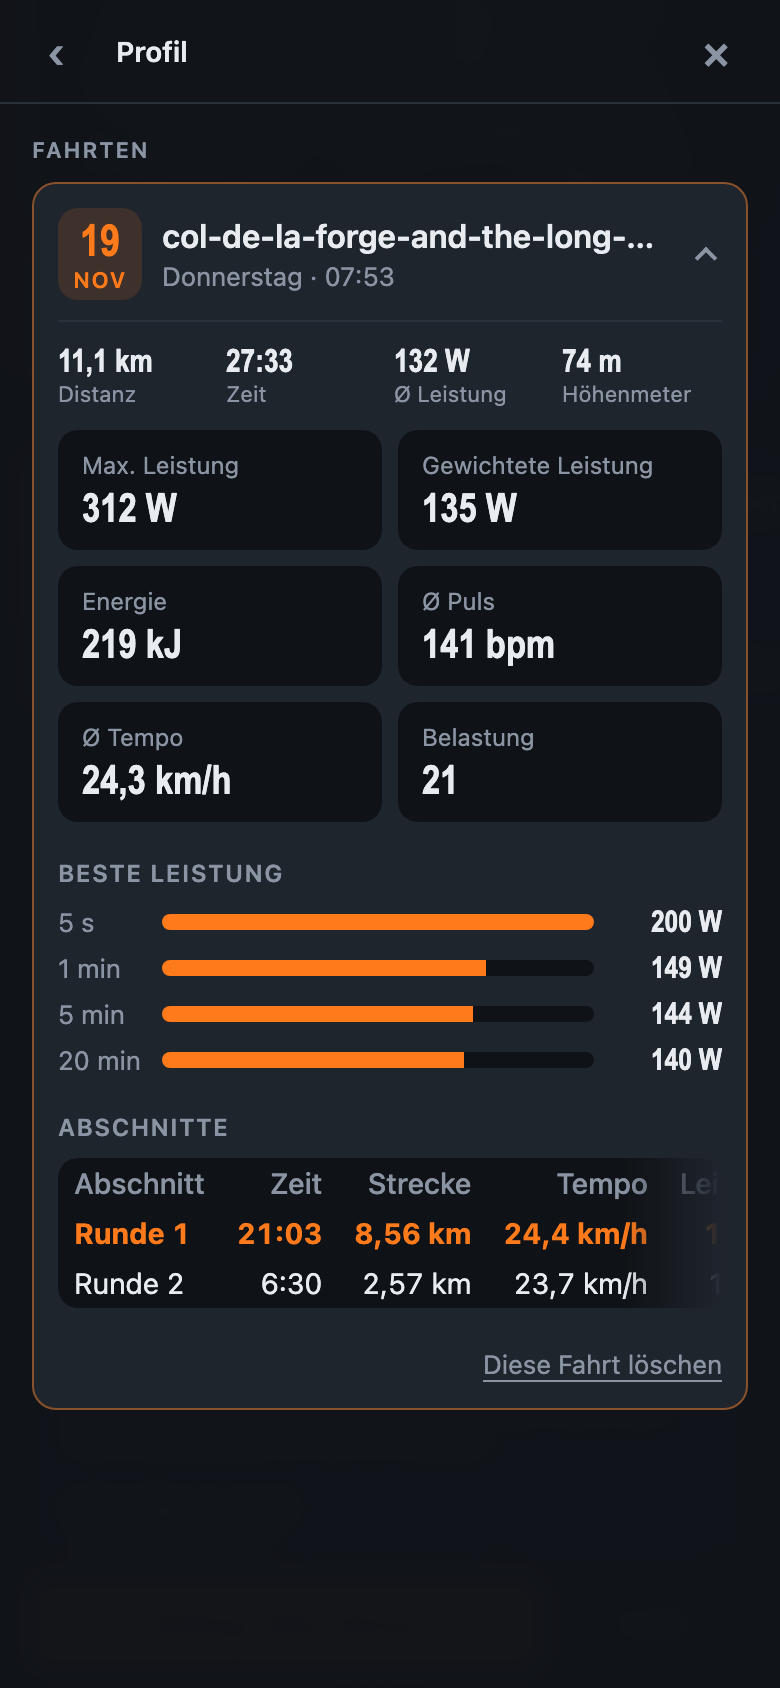 Profil
FAHRTEN
19
NOV
col-de-la-forge-and-the-long-...
Donnerstag · 07:53
11,1 km 27:33 132 W 74 m
Distanz Zeit Ø Leistung Höhenmeter
Max. Leistung Gewichtete Leistung
312 W 135 W
Energie Ø Puls
219 kJ 141 bpm
Ø Tempo Belastung
24,3 km/h 21
BESTE LEISTUNG
5 s 200 W
1 min 149 W
5 min 144 W
20 min 140 W
ABSCHNITTE
Abschnitt Zeit Strecke Tempo
Runde 1 21:03 8,56 km 24,4 km/h
Runde 2 6:30 2,57 km 23,7 km/h
Diese Fahrt löschen